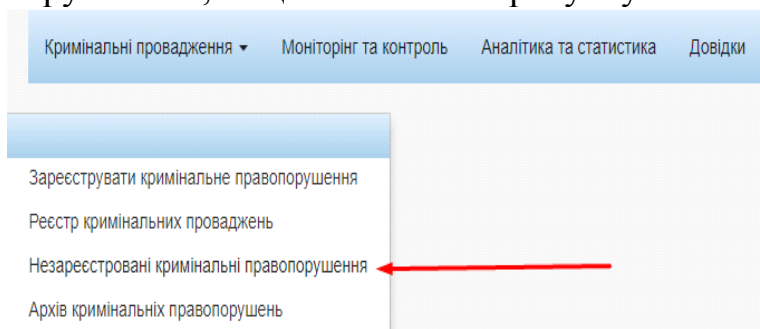 Кримінальні провадження Моніторінг та контроль Аналітика та статистика Довідки
Зареєструвати кримінальне правопорушення
Реєстр кримінальних проваджень
Незареєстровані кримінальні правопорушення
Архів кримінальніх правопорушень